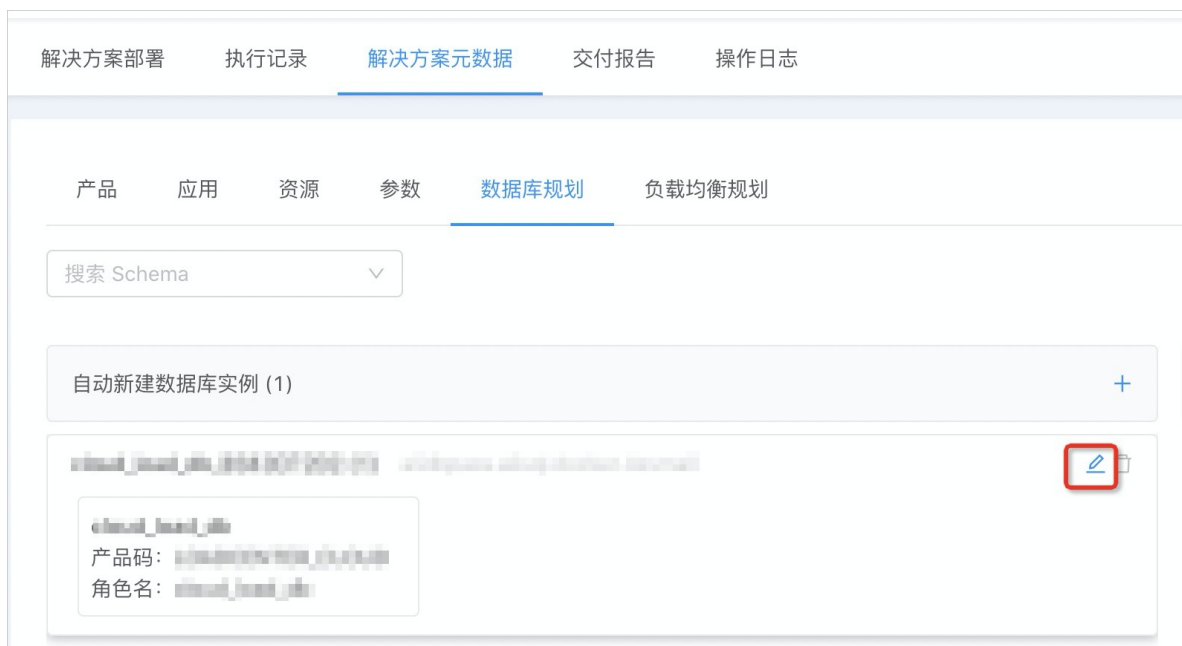 解决方案部署 执行记录 解决方案元数据 交付报告 操作日志
产品 应用 资源 参数 数据库规划 负载均衡规划
搜索 Schema
自动新建数据库实例 (1)
产品码：
角色名：